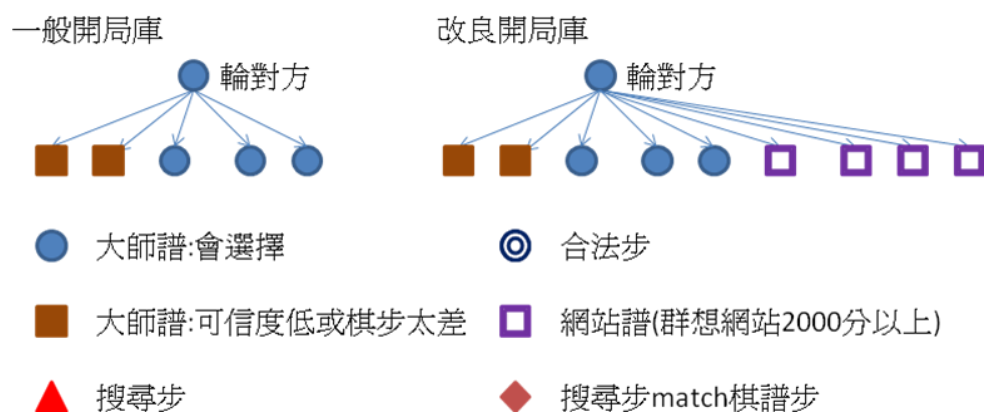 一般開局庫
改良開局庫
輪對方
輪對方
大師譜:會選擇
合法步
大師譜:可信度低或棋步太差
網站譜(群想網站2000分以上)
搜尋步
搜尋步match棋譜步